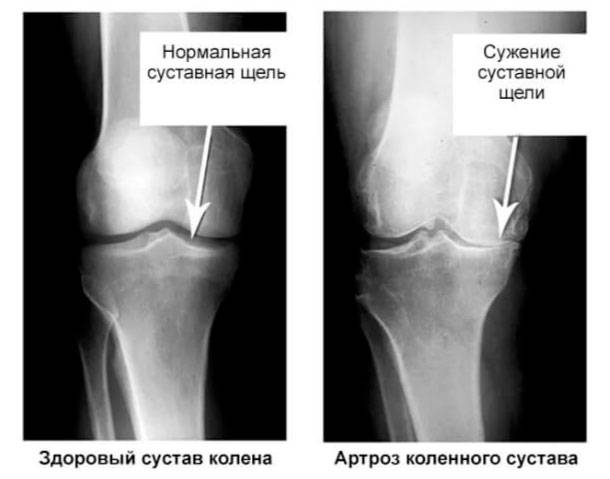 Нормальная
суставная щель
Сужение
суставной
щели
Здоровый сустав колена
Артроз коленного сустава